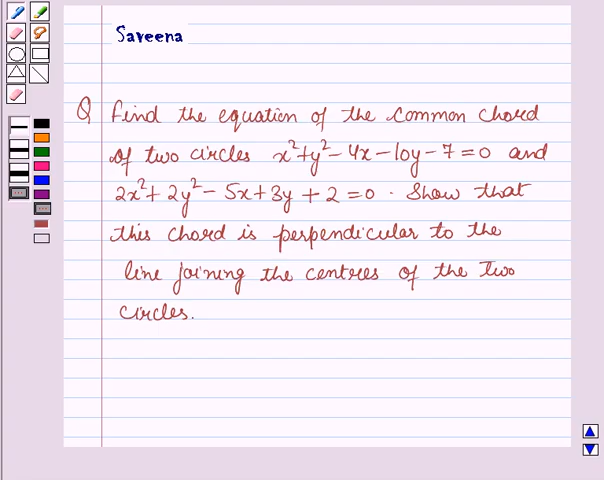 Saveena
Q Find the equation of the common chord
of two circles x²+y²-4x-10y-7=0 and
2x²+2y²-5x+3y+2=0. Show that
this chord is perpendicular to the
line joining the centres of the two
circles.